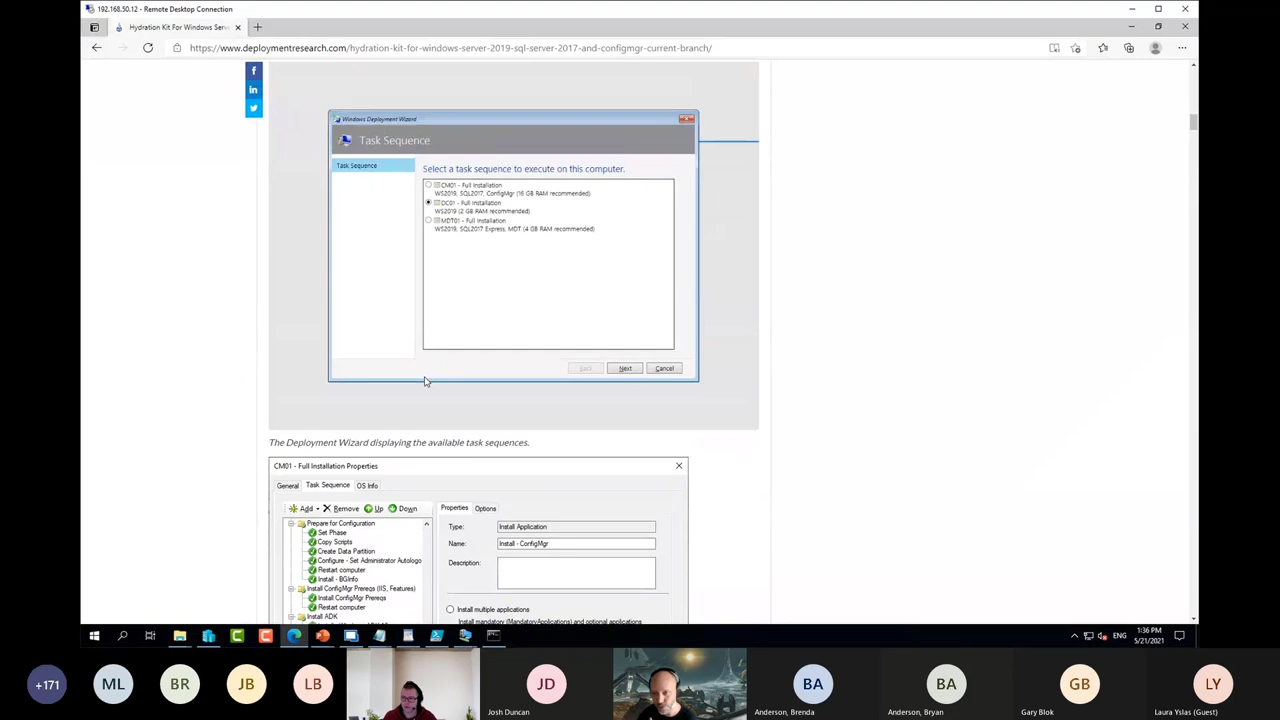 192.168.50.12 - Remote Desktop Connection
Hydration Kit For Windows Serv
https://www.deploymentresearch.com/hydration-kit-for-windows-server-2019-sql-server-2017-and-configmgr-current-branch/
Windows Deployment Wizard
Task Sequence
Task Sequence
Select a task sequence to execute on this computer.
CM01 - Full Installation
WS2019, SQL2017, ConfigMgr (16 GB RAM recommended)
DC01 - Full Installation
WS2019 (2 GB RAM recommended)
MDT01 - Full Installation
WS2019, SQL2017 Express, MDT (4 GB RAM recommended)
Back Next Cancel
The Deployment Wizard displaying the available task sequences.
CM01 - Full Installation Properties
General Task Sequence OS Info
Add Remove Up Down
Properties Options
Prepare for Configuration
Set Phase
Copy Scripts
Create Data Partition
Configure - Set Administrator Autologo
Restart computer
Install - BGInfo
Install ConfigMgr Prereqs (IIS, Features)
Install ConfigMgr Prereqs
Restart computer
Install ADK
Type: Install Application
Name: Install - ConfigMgr
Description:
Install multiple applications
Install mandatory (MandatoryApplications) and optional applications
ENG
1:36 PM
5/21/2021
+171 ML BR JB LB JD BA BA GB LY
Josh Duncan Anderson, Brenda Anderson, Bryan Gary Blok Laura Yslas (Guest)